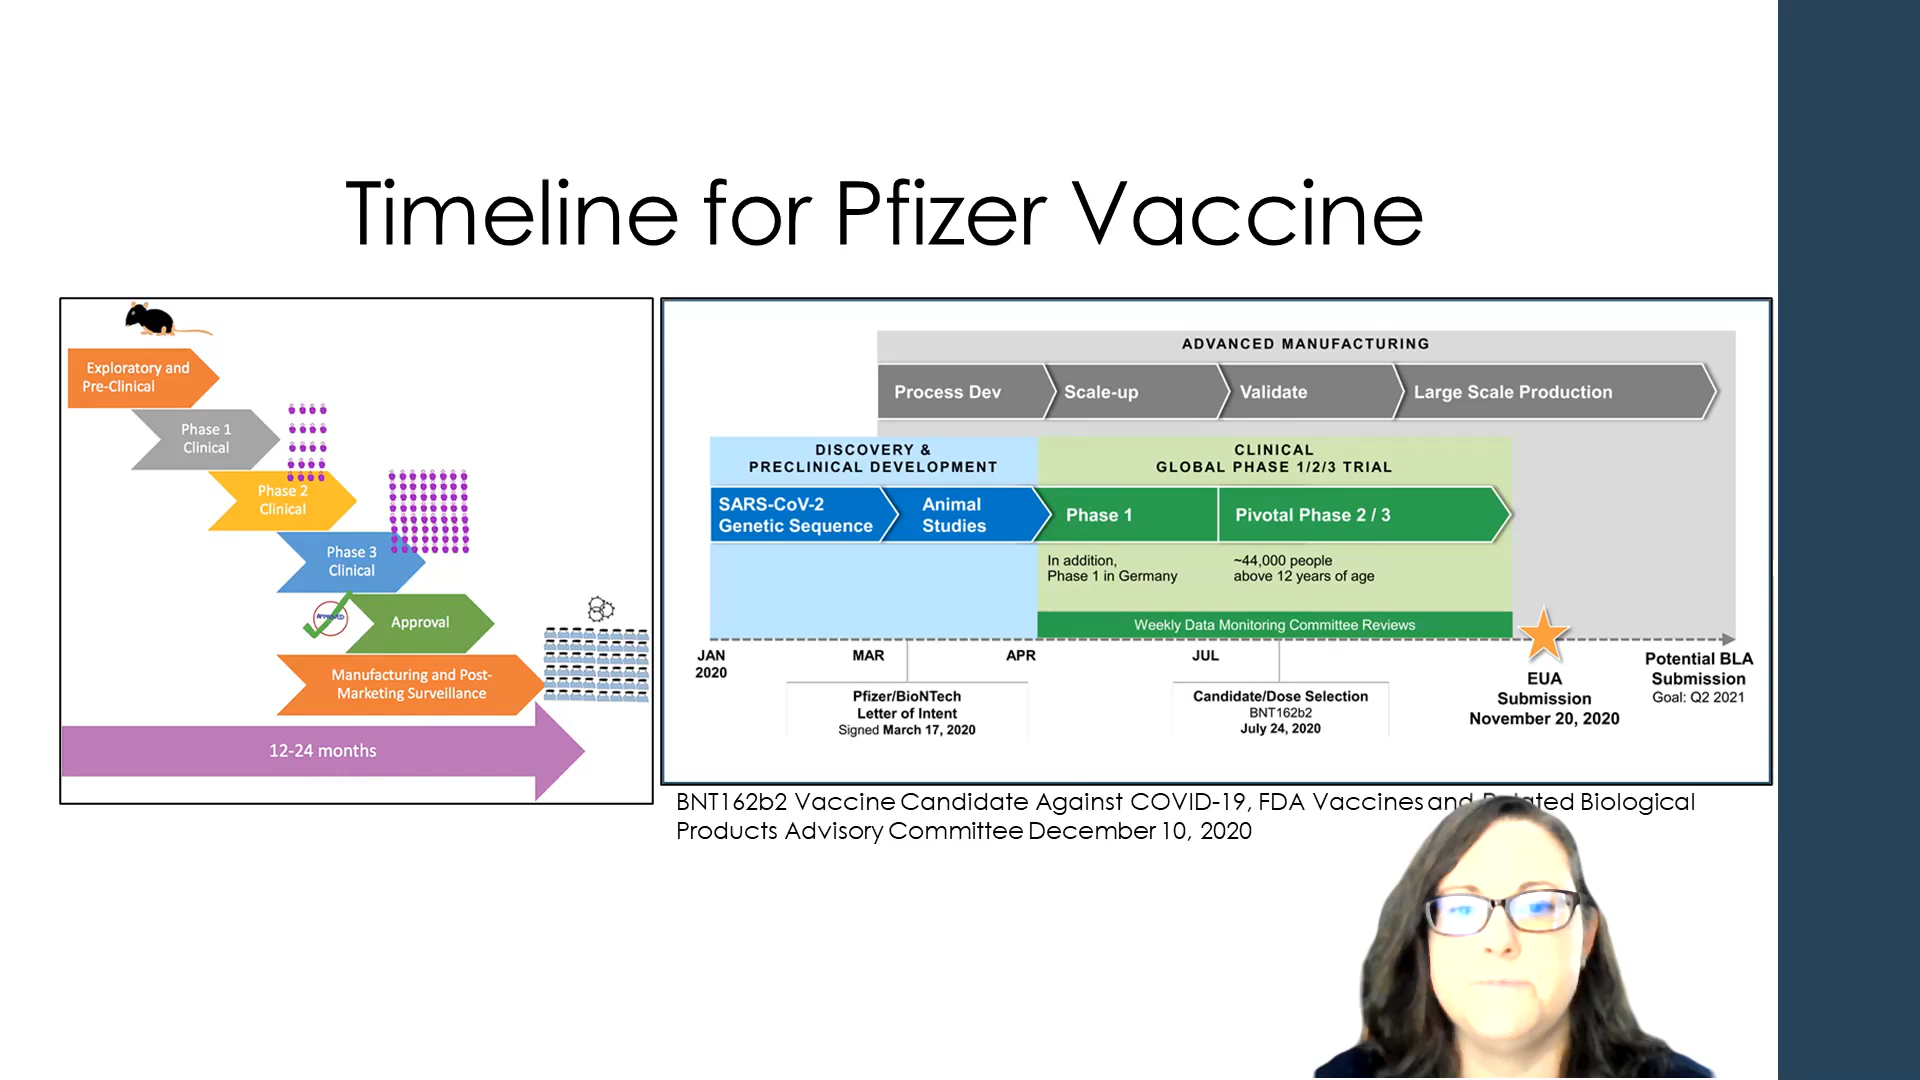 Timeline for Pfizer Vaccine
Exploratory and
Pre-Clinical
Phase 1
Clinical
Phase 2
Clinical
Phase 3
Clinical
APPROVED
Approval
Manufacturing and Post-
Marketing Surveillance
12-24 months
ADVANCED MANUFACTURING
Process Dev
Scale-up
Validate
Large Scale Production
DISCOVERY &
PRECLINICAL DEVELOPMENT
CLINICAL
GLOBAL PHASE 1/2/3 TRIAL
SARS-CoV-2
Genetic Sequence
Animal
Studies
Phase 1
Pivotal Phase 2 / 3
In addition,
Phase 1 in Germany
~44,000 people
above 12 years of age
Weekly Data Monitoring Committee Reviews
JAN
2020
MAR
APR
JUL
Pfizer/BioNTech
Letter of Intent
Signed March 17, 2020
Candidate/Dose Selection
BNT162b2
July 24, 2020
EUA
Submission
November 20, 2020
Potential BLA
Submission
Goal: Q2 2021
BNT162b2 Vaccine Candidate Against COVID-19, FDA Vaccines and Related Biological
Products Advisory Committee December 10, 2020